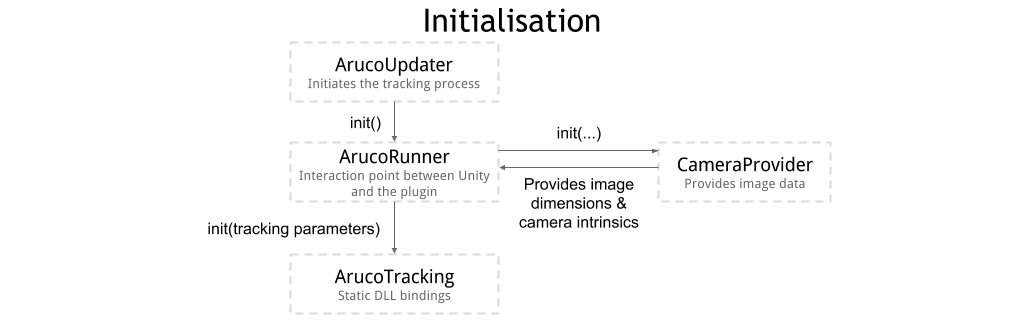 Initialisation
ArucoUpdater
Initiates the tracking process
init()
ArucoRunner
Interaction point between Unity
and the plugin
init(...)
Provides image
dimensions &
camera intrinsics
CameraProvider
Provides image data
init(tracking parameters)
ArucoTracking
Static DLL bindings